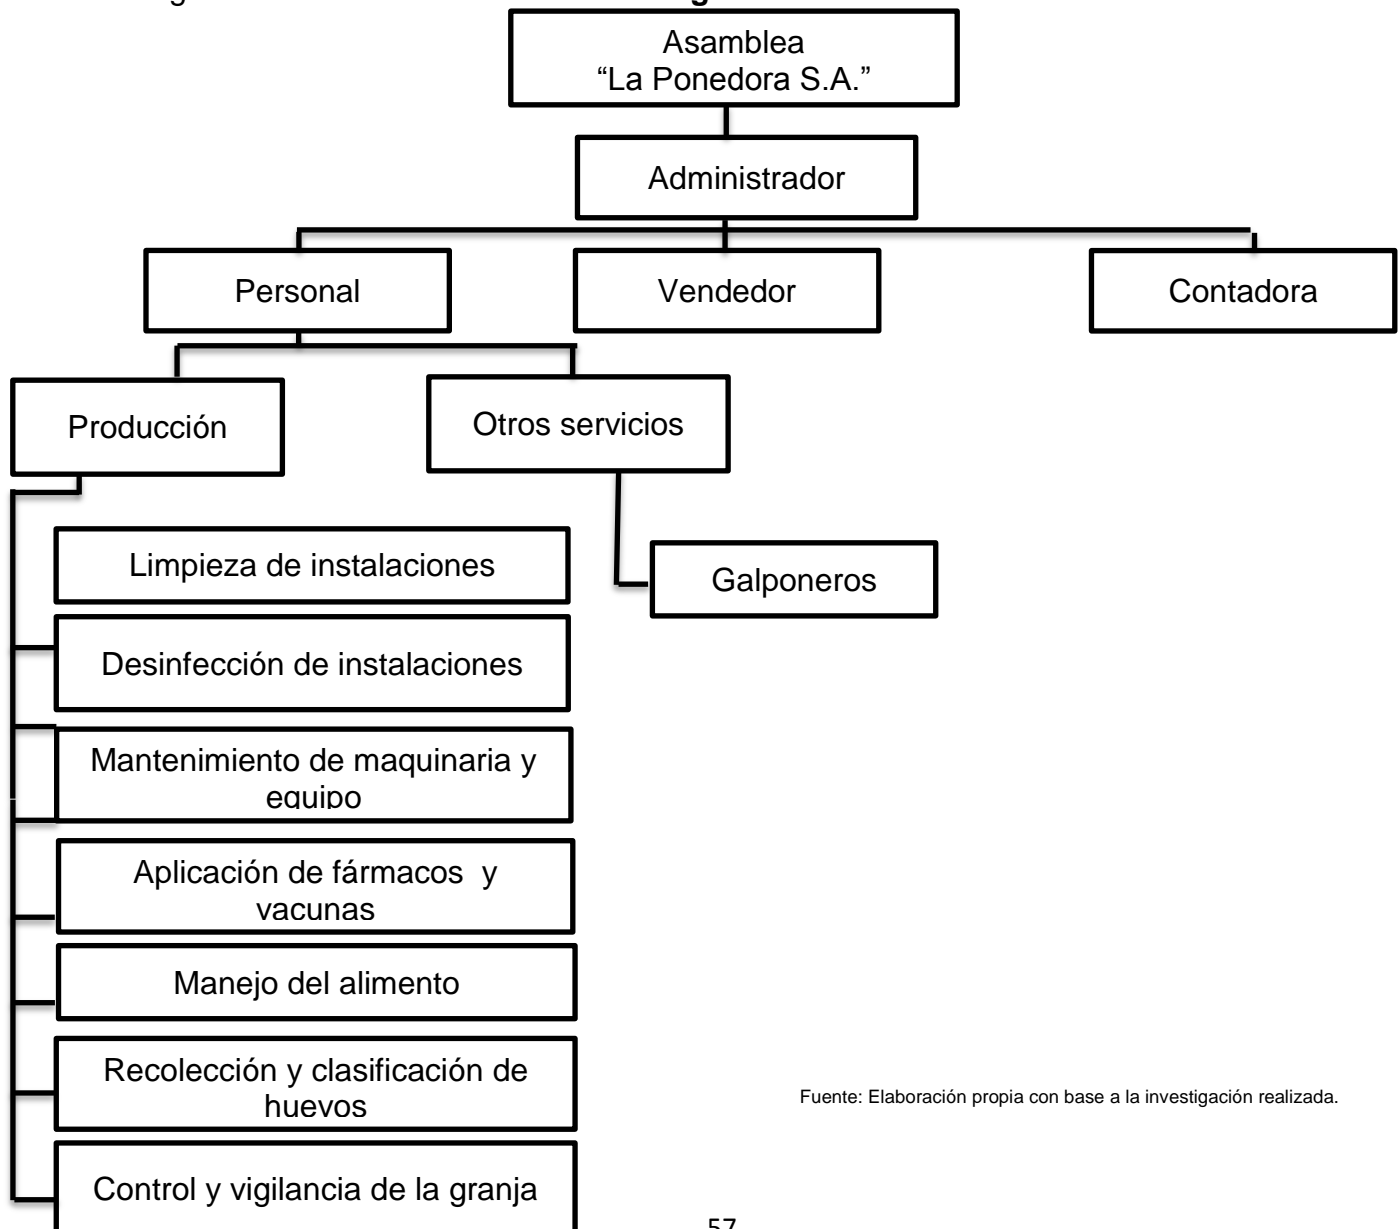 Asamblea
“La Ponedora S.A.”
Administrador
Personal
Vendedor
Contadora
Producción
Otros servicios
Limpieza de instalaciones
Galponeros
Desinfección de instalaciones
Mantenimiento de maquinaria y
equipo
Aplicación de fármacos y
vacunas
Manejo del alimento
Recolección y clasificación de
huevos
Fuente: Elaboración propia con base a la investigación realizada.
Control y vigilancia de la granja
57